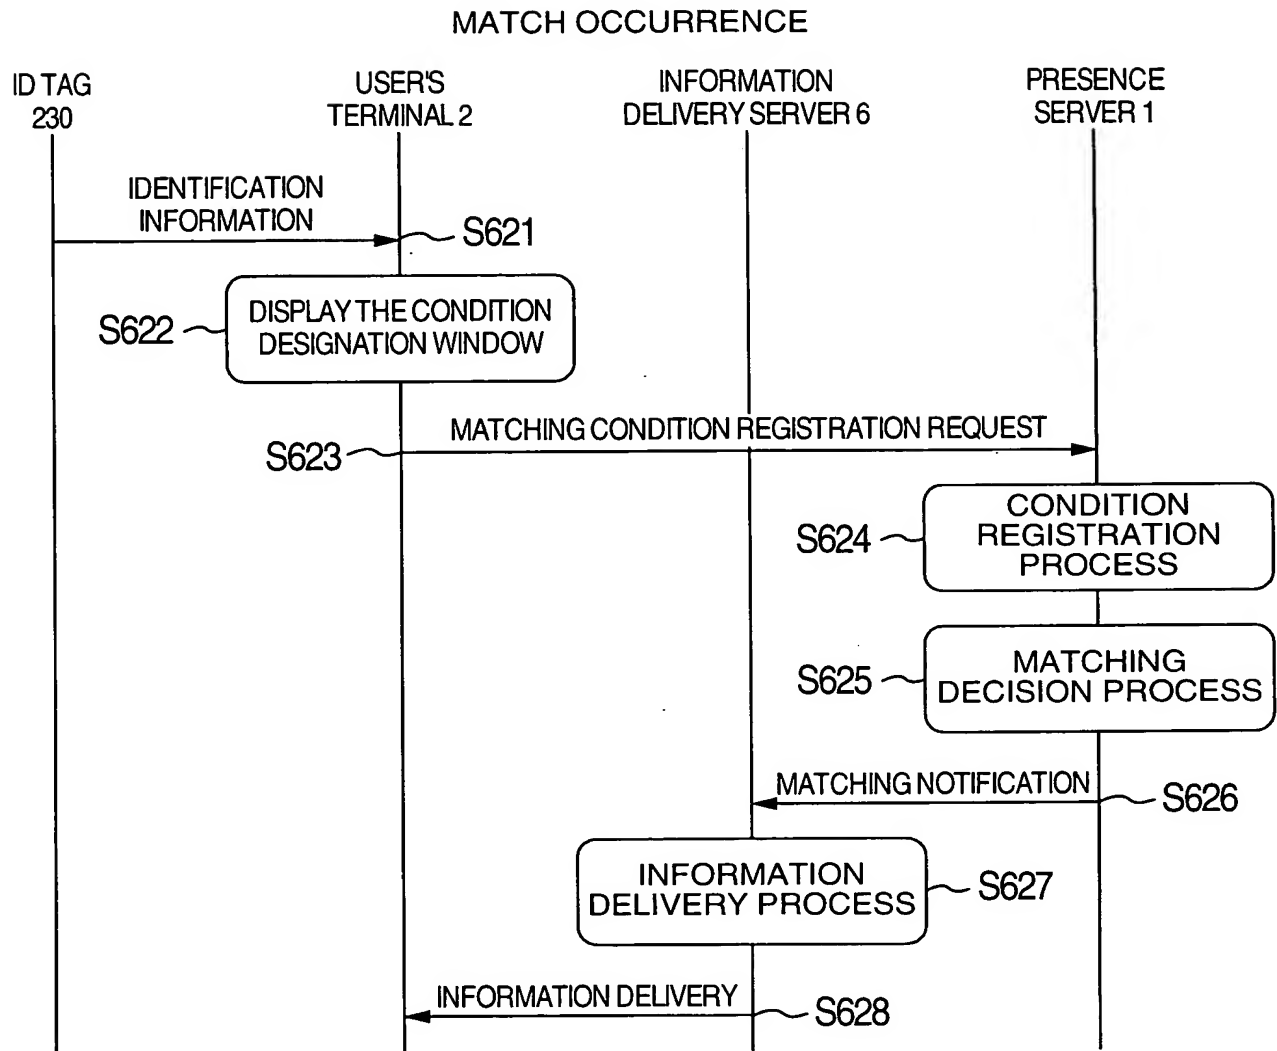 MATCH OCCURRENCE
ID TAG
230
USER'S
TERMINAL 2
INFORMATION
DELIVERY SERVER 6
PRESENCE
SERVER 1
IDENTIFICATION
INFORMATION
S621
S622
DISPLAY THE CONDITION
DESIGNATION WINDOW
MATCHING CONDITION REGISTRATION REQUEST
S623
CONDITION
REGISTRATION
PROCESS
S624
MATCHING
DECISION PROCESS
S625
MATCHING NOTIFICATION
S626
INFORMATION
DELIVERY PROCESS
S627
INFORMATION DELIVERY
S628